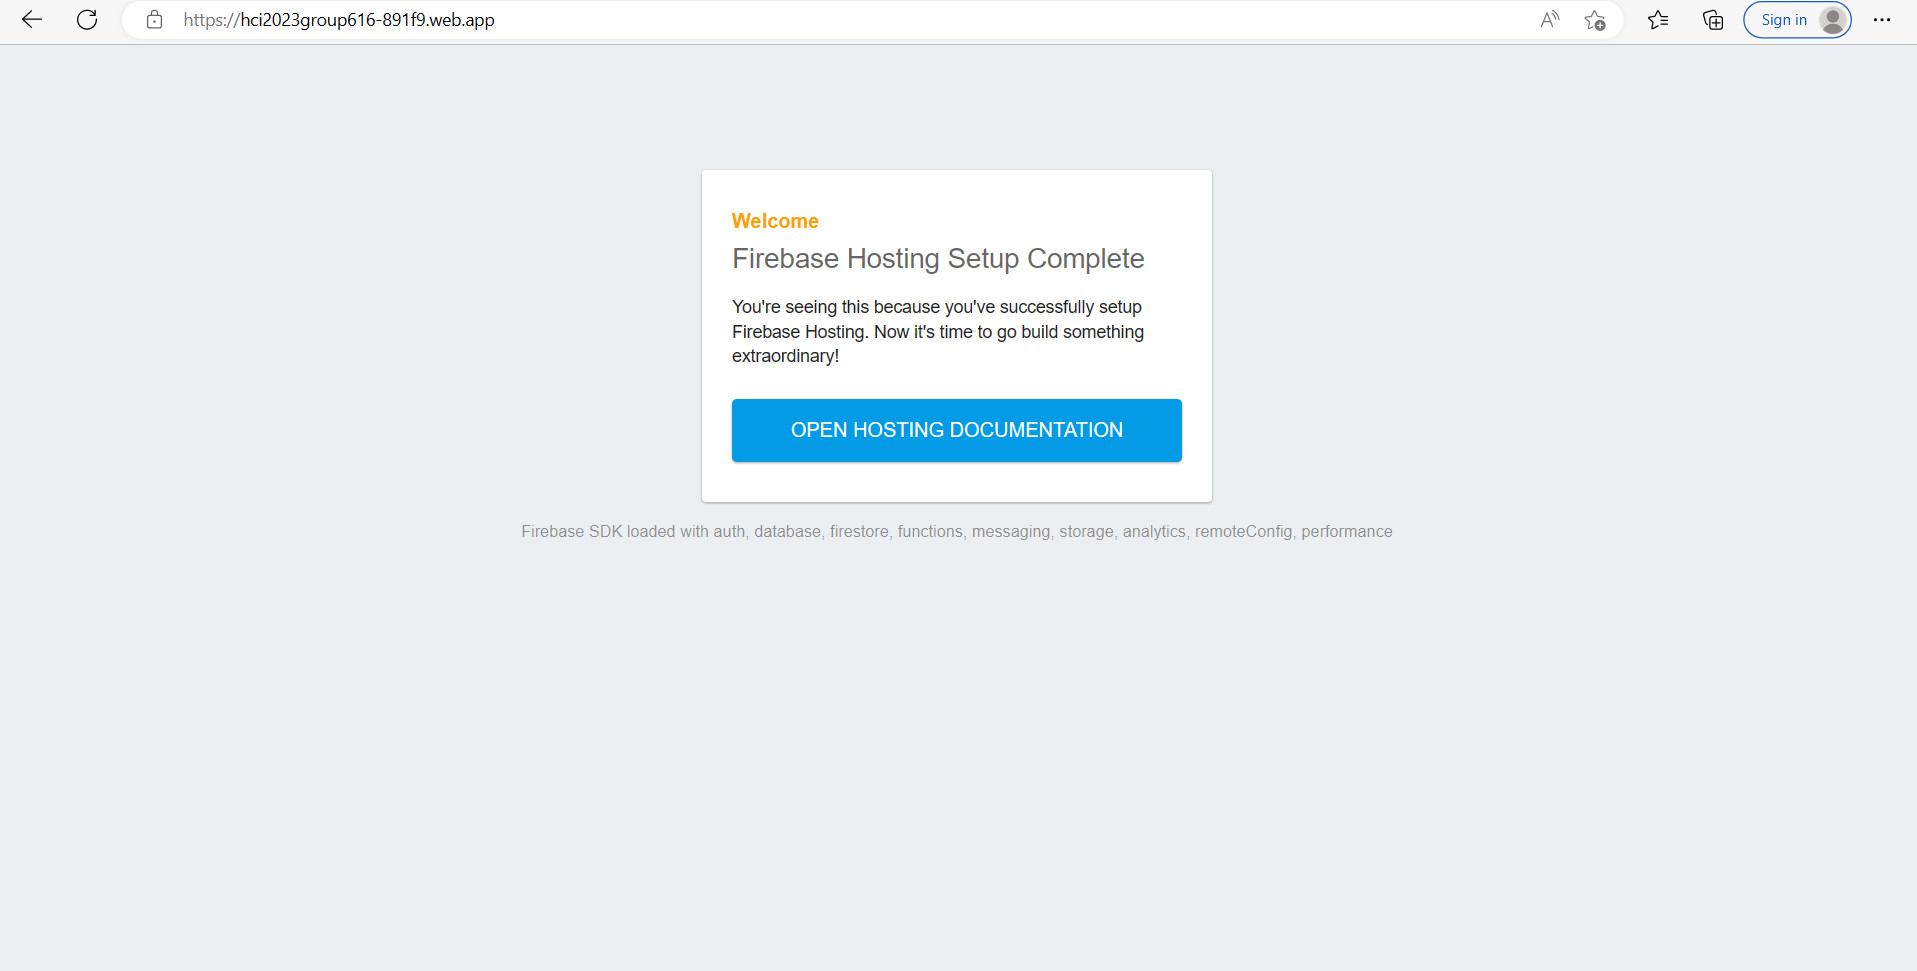 https://hci2023group616-891f9.web.app
A
Sign in
Welcome
Firebase Hosting Setup Complete
You're seeing this because you've successfully setup
Firebase Hosting. Now it's time to go build something
extraordinary!
OPEN HOSTING DOCUMENTATION
Firebase SDK loaded with auth, database, firestore, functions, messaging, storage, analytics, remoteConfig, performance